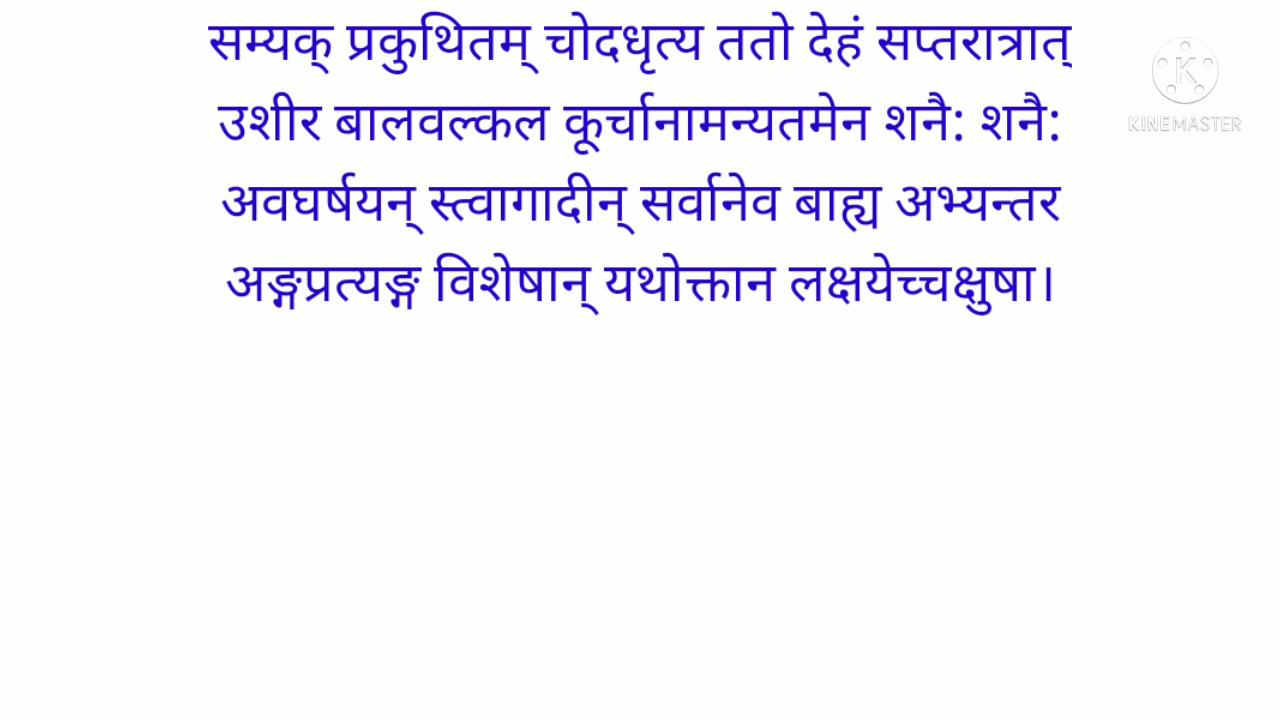 सम्यक् प्रकुथितम् चोदधृत्य ततो देहं सप्तरात्रात्
उशीर बालवल्कल कूर्चानामन्यतमेन शनै: शनै:
अवघर्षयन् स्त्वागादीन् सर्वानेव बाह्य अभ्यन्तर
अङ्गप्रत्यङ्ग विशेषान् यथोक्तान लक्षयेच्चक्षुषा।
K
KINEMASTER